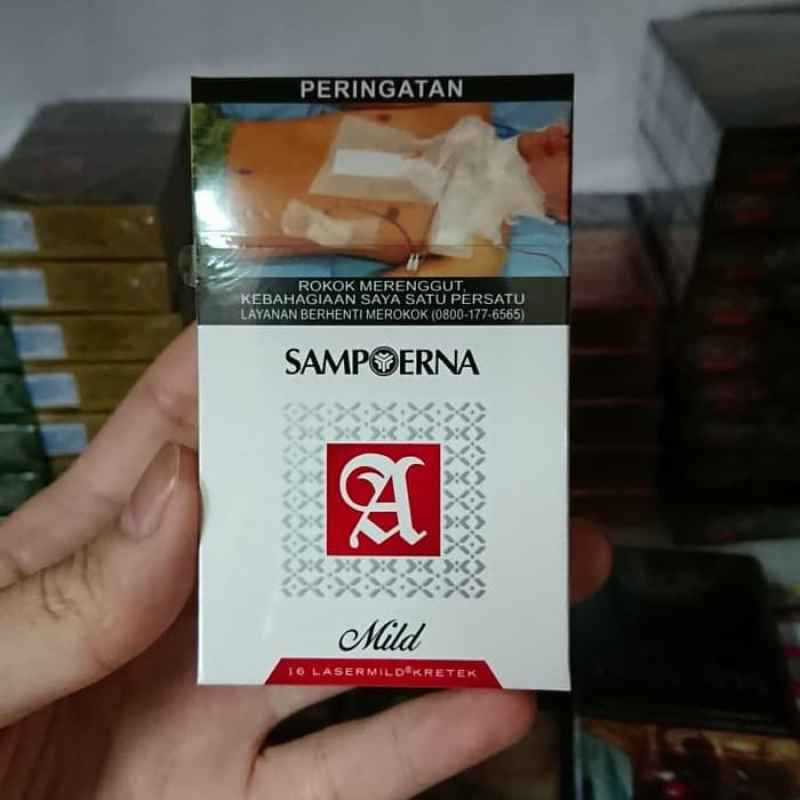 PERINGATAN
ROKOK MERENGGUT,
KEBAHAGIAAN SAYA SATU PERSATU
LAYANAN BERHENTI MEROKOK (0800-177-6565)
SAMPOERNA
A
Mild
16 LASERMILD®KRETEK